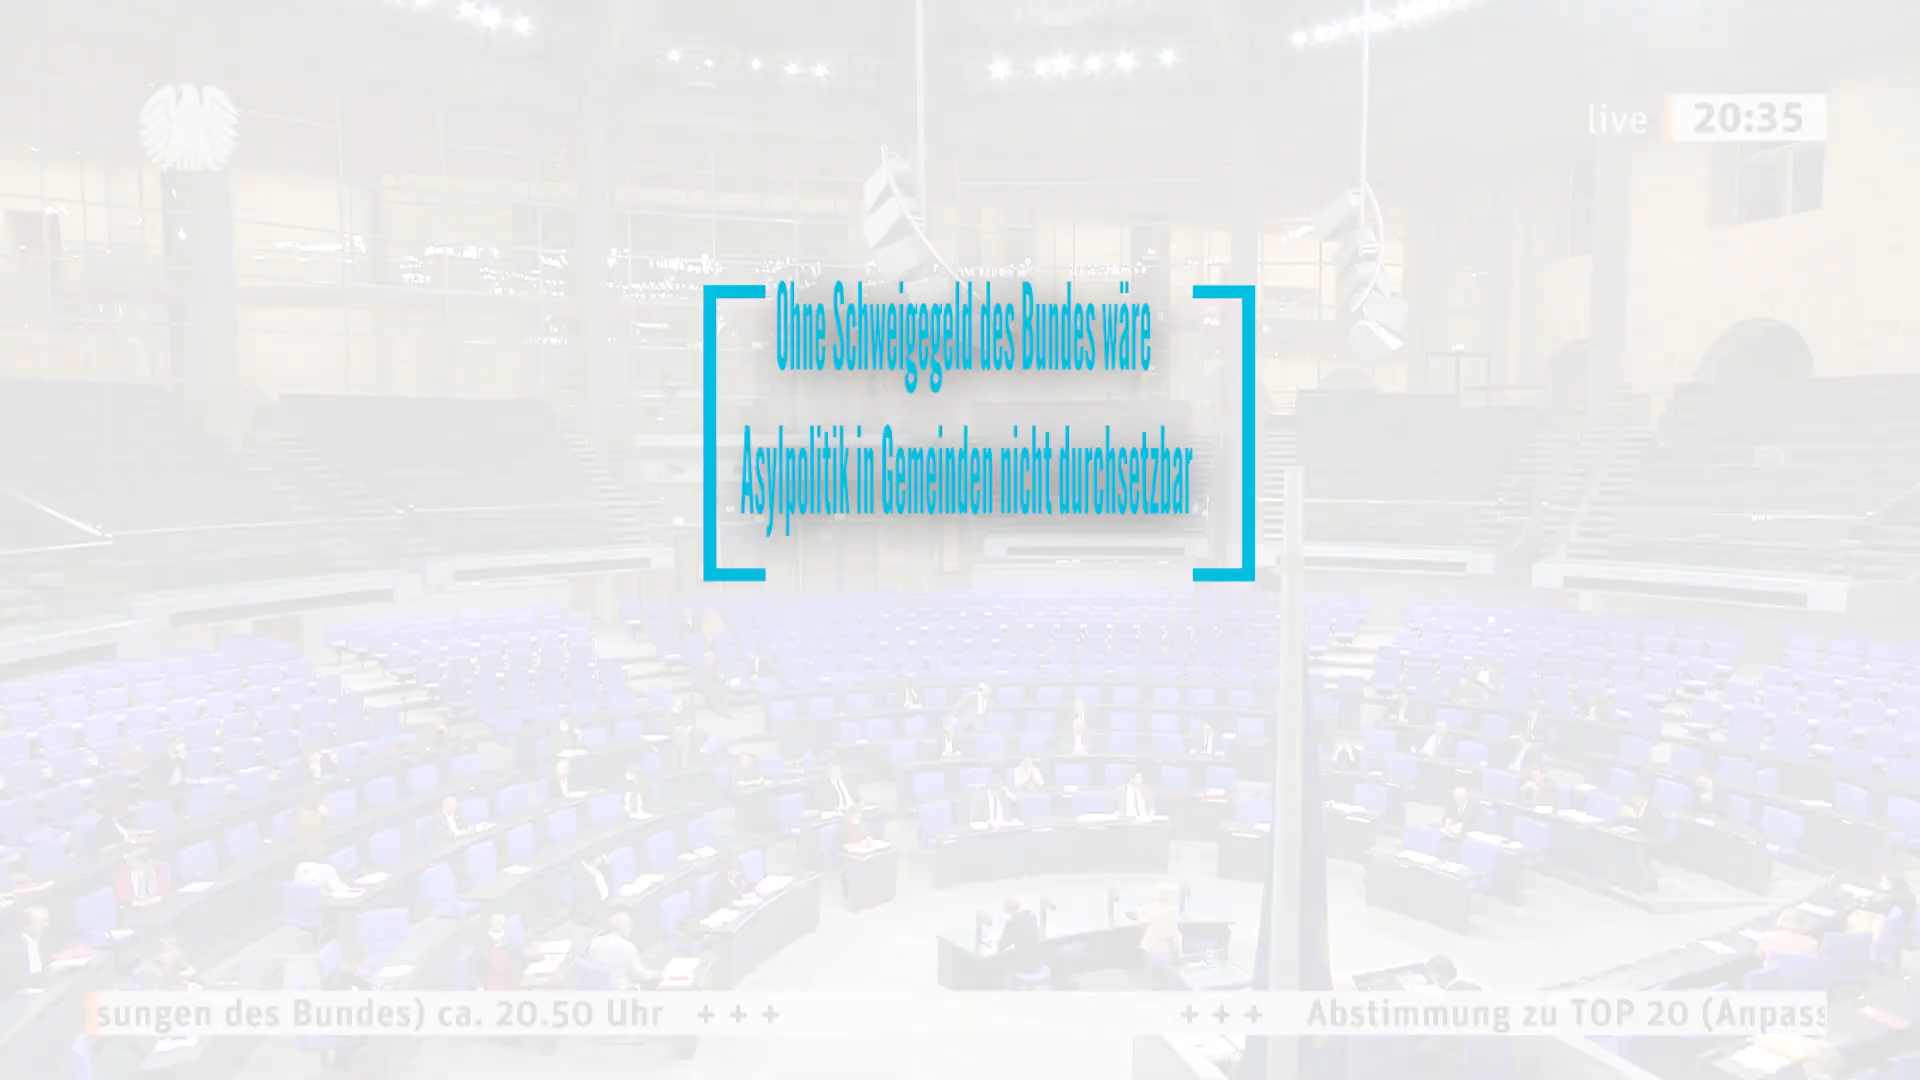 live 20:35
Ohne Schweigegeld des Bundes wäre
Asylpolitik in Gemeinden nicht durchsetzbar
sungen des Bundes) ca. 20.50 Uhr + + + + + + Abstimmung zu TOP 20 (Anpass